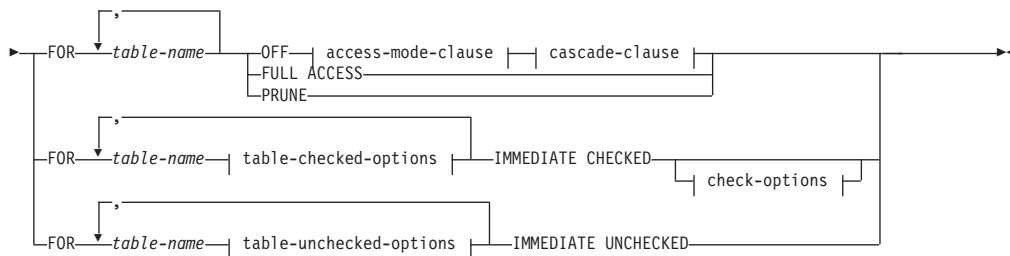 ,
FOR table-name OFF access-mode-clause cascade-clause
FULL ACCESS
PRUNE
,
FOR table-name table-checked-options IMMEDIATE CHECKED
check-options
,
FOR table-name table-unchecked-options IMMEDIATE UNCHECKED